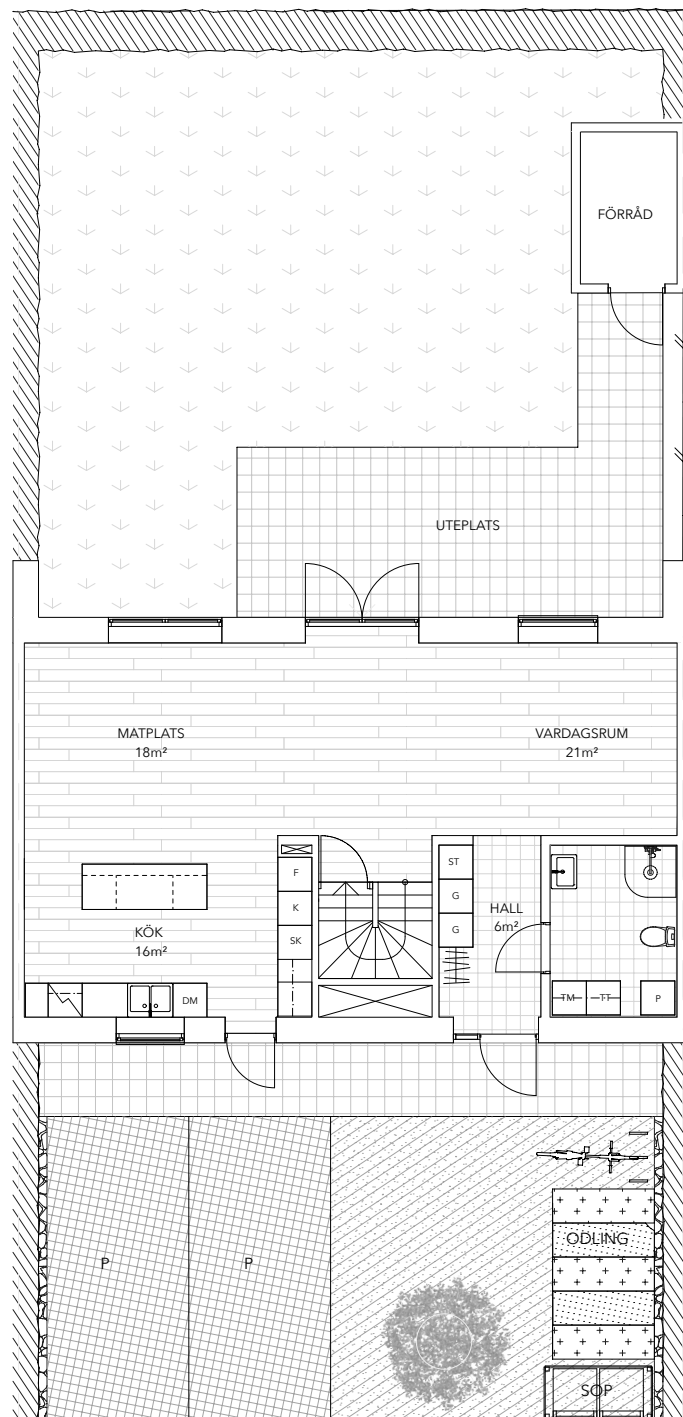 FÖRRÅD
UTEPLATS
MATPLATS
18m²
VARDAGSRUM
21m²
F
K
SK
KÖK
16m²
DM
ST
G
G
HALL
6m²
TM
TT
P
P
P
ODLING
SOP